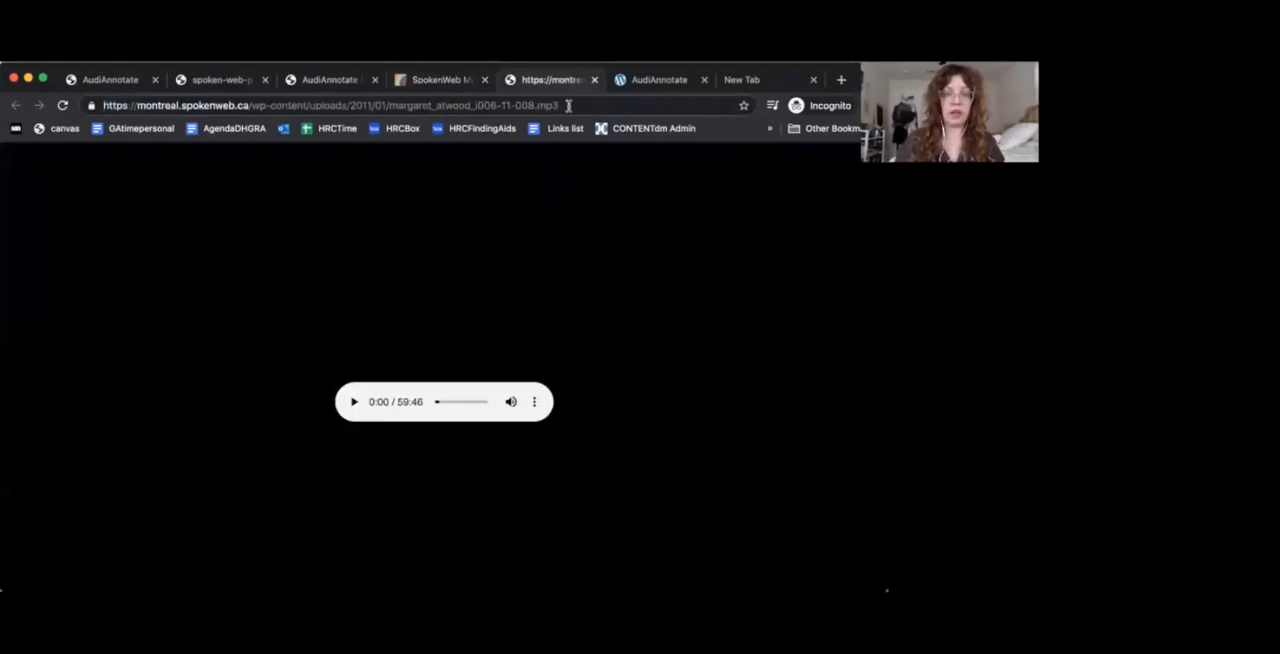 AudiAnnotate spoken-web-p AudiAnnotate SpokenWeb M https://montre AudiAnnotate New Tab
https://montreal.spokenweb.ca/wp-content/uploads/2011/01/margaret_atwood_i006-11-008.mp3 Incognito
canvas GAtimepersonal AgendaDHGRA HRCTime HRCBox HRCFindingAids Links list CONTENTdm Admin » Other Bookm
0:00 / 59:46